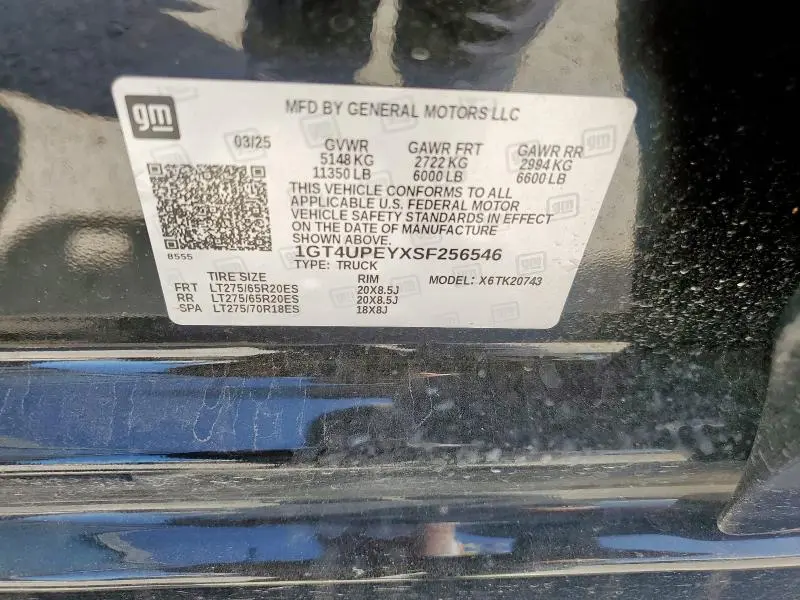 gm
MFD BY GENERAL MOTORS LLC
03/25 GVWR GAWR FRT GAWR RR
5148 KG 2722 KG 2994 KG
11350 LB 6000 LB 6600 LB
THIS VEHICLE CONFORMS TO ALL
APPLICABLE U.S. FEDERAL MOTOR
VEHICLE SAFETY STANDARDS IN EFFECT
ON THE DATE OF MANUFACTURE
SHOWN ABOVE.
8555
1GT4UPEYXSF256546
TYPE: TRUCK MODEL: X6TK20743
TIRE SIZE RIM
FRT LT275/65R20ES 20X8.5J
RR LT275/65R20ES 20X8.5J
-SPA LT275/70R18ES 18X8J